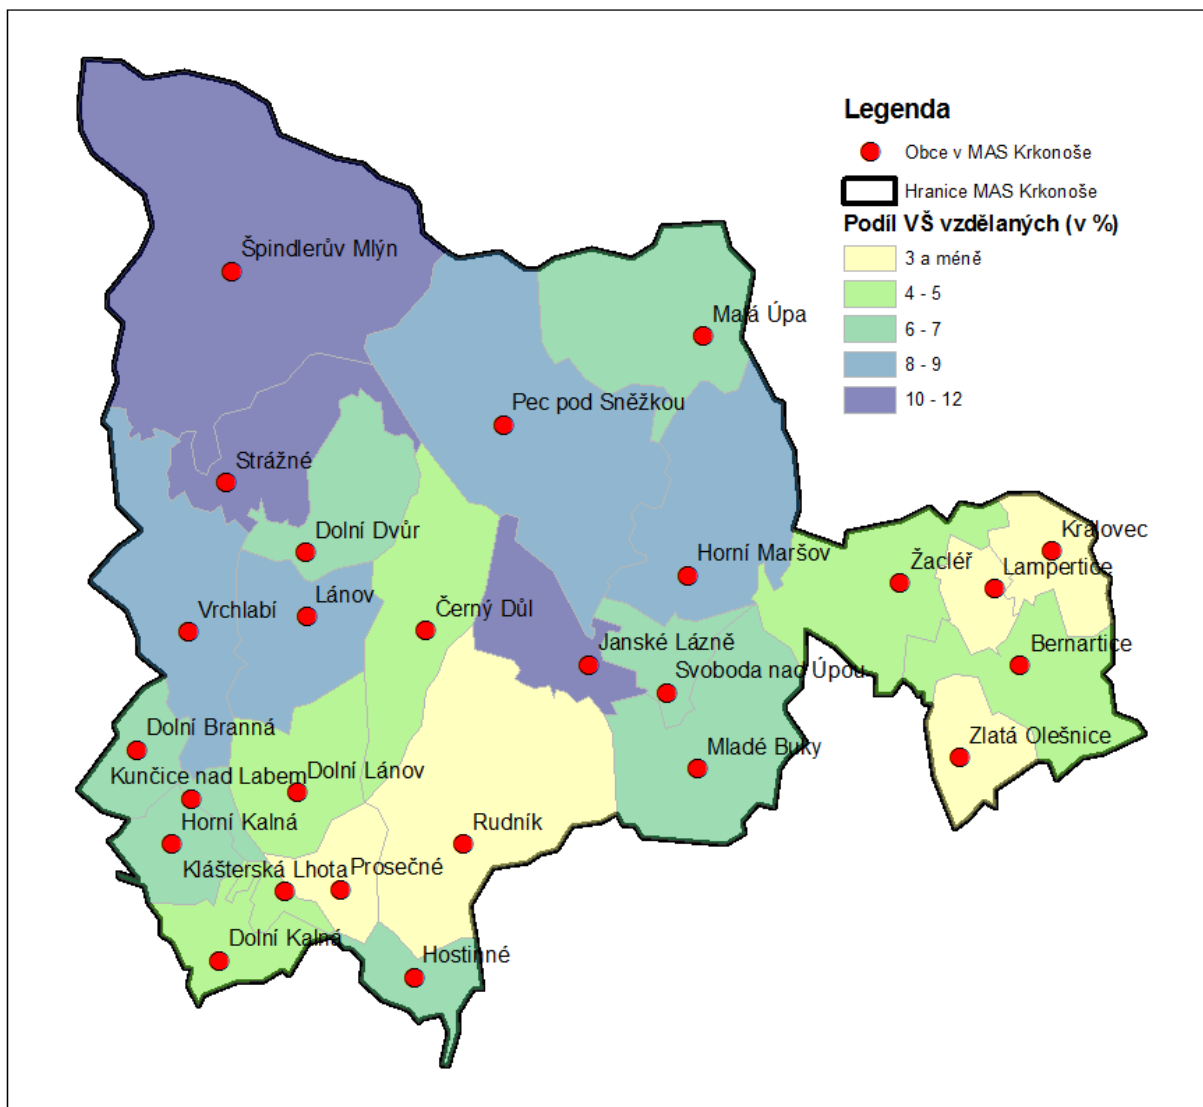 Legenda
Obce v MAS Krkonoše
Hranice MAS Krkonoše
Podíl VŠ vzdělaných (v %)
3 a méně
4 - 5
6 - 7
8 - 9
10 - 12
Špindlerův Mlýn
Malá Úpa
Pec pod Sněžkou
Strážné
Dolní Dvůr
Královec
Horní Maršov
Žacléř
Lampertice
Lánov
Vrchlabí
Černý Důl
Janské Lázně
Bernartice
Svoboda nad Úpou
Dolní Branná
Mladé Buky
Zlatá Olešnice
Kunčice nad Labem
Dolní Lánov
Horní Kalná
Rudník
Klášterská Lhota
Prosečné
Dolní Kalná
Hostinné